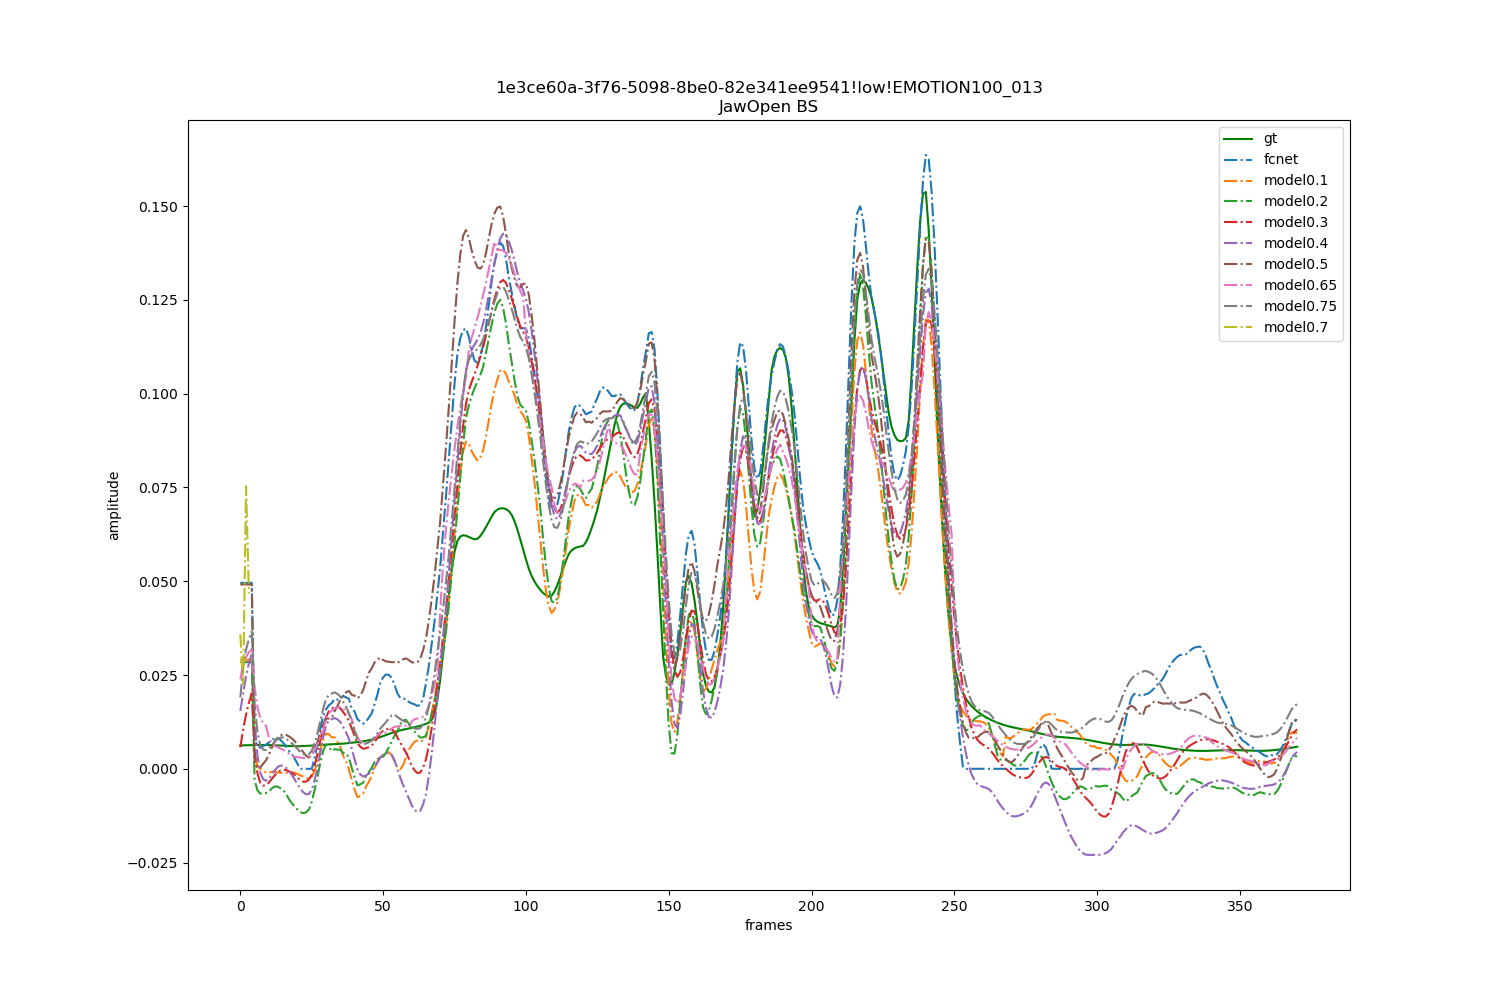 1e3ce60a-3f76-5098-8be0-82e341ee9541!low!EMOTION100_013
JawOpen BS
gt
fcnet
model0.1
model0.2
model0.3
model0.4
model0.5
model0.65
model0.75
model0.7
0.150
0.125
0.100
0.075
0.050
0.025
0.000
−0.025
amplitude
0
50
100
150
200
250
300
350
frames